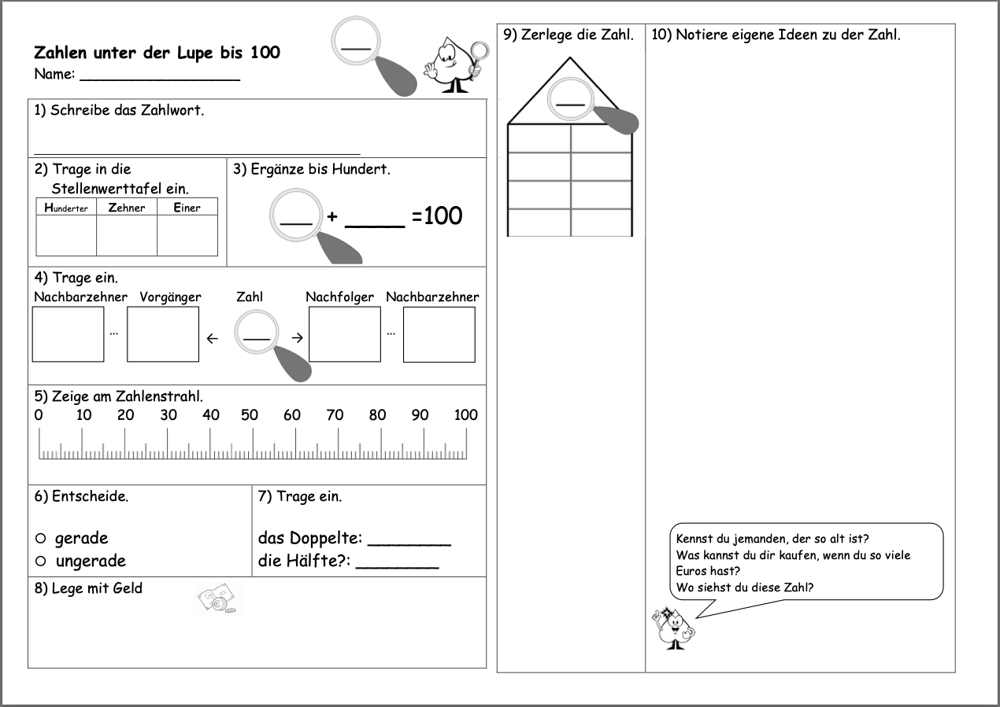 Zahlen unter der Lupe bis 100
Name: ___________________
1) Schreibe das Zahlwort.
2) Trage in die
Stellenwerttafel ein.
Hunderter Zehner Einer
3) Ergänze bis Hundert.
___ + _____ =100
4) Trage ein.
Nachbarzehner Vorgänger Zahl Nachfolger Nachbarzehner
... ← ___ → ...
5) Zeige am Zahlenstrahl.
0 10 20 30 40 50 60 70 80 90 100
6) Entscheide.
○ gerade
○ ungerade
7) Trage ein.
das Doppelte: ________
die Hälfte?: ________
8) Lege mit Geld
9) Zerlege die Zahl.
10) Notiere eigene Ideen zu der Zahl.
Kennst du jemanden, der so alt ist?
Was kannst du dir kaufen, wenn du so viele
Euros hast?
Wo siehst du diese Zahl?